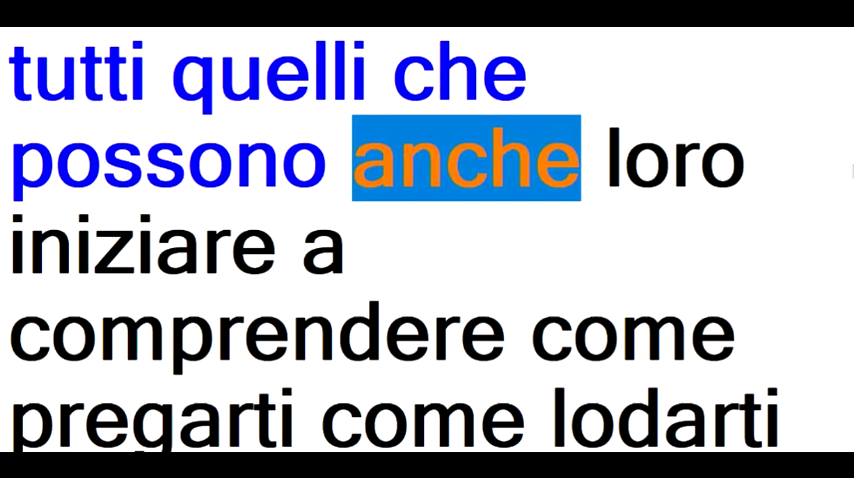 tutti quelli che
possono anche loro
iniziare a
comprendere come
pregarti come lodarti